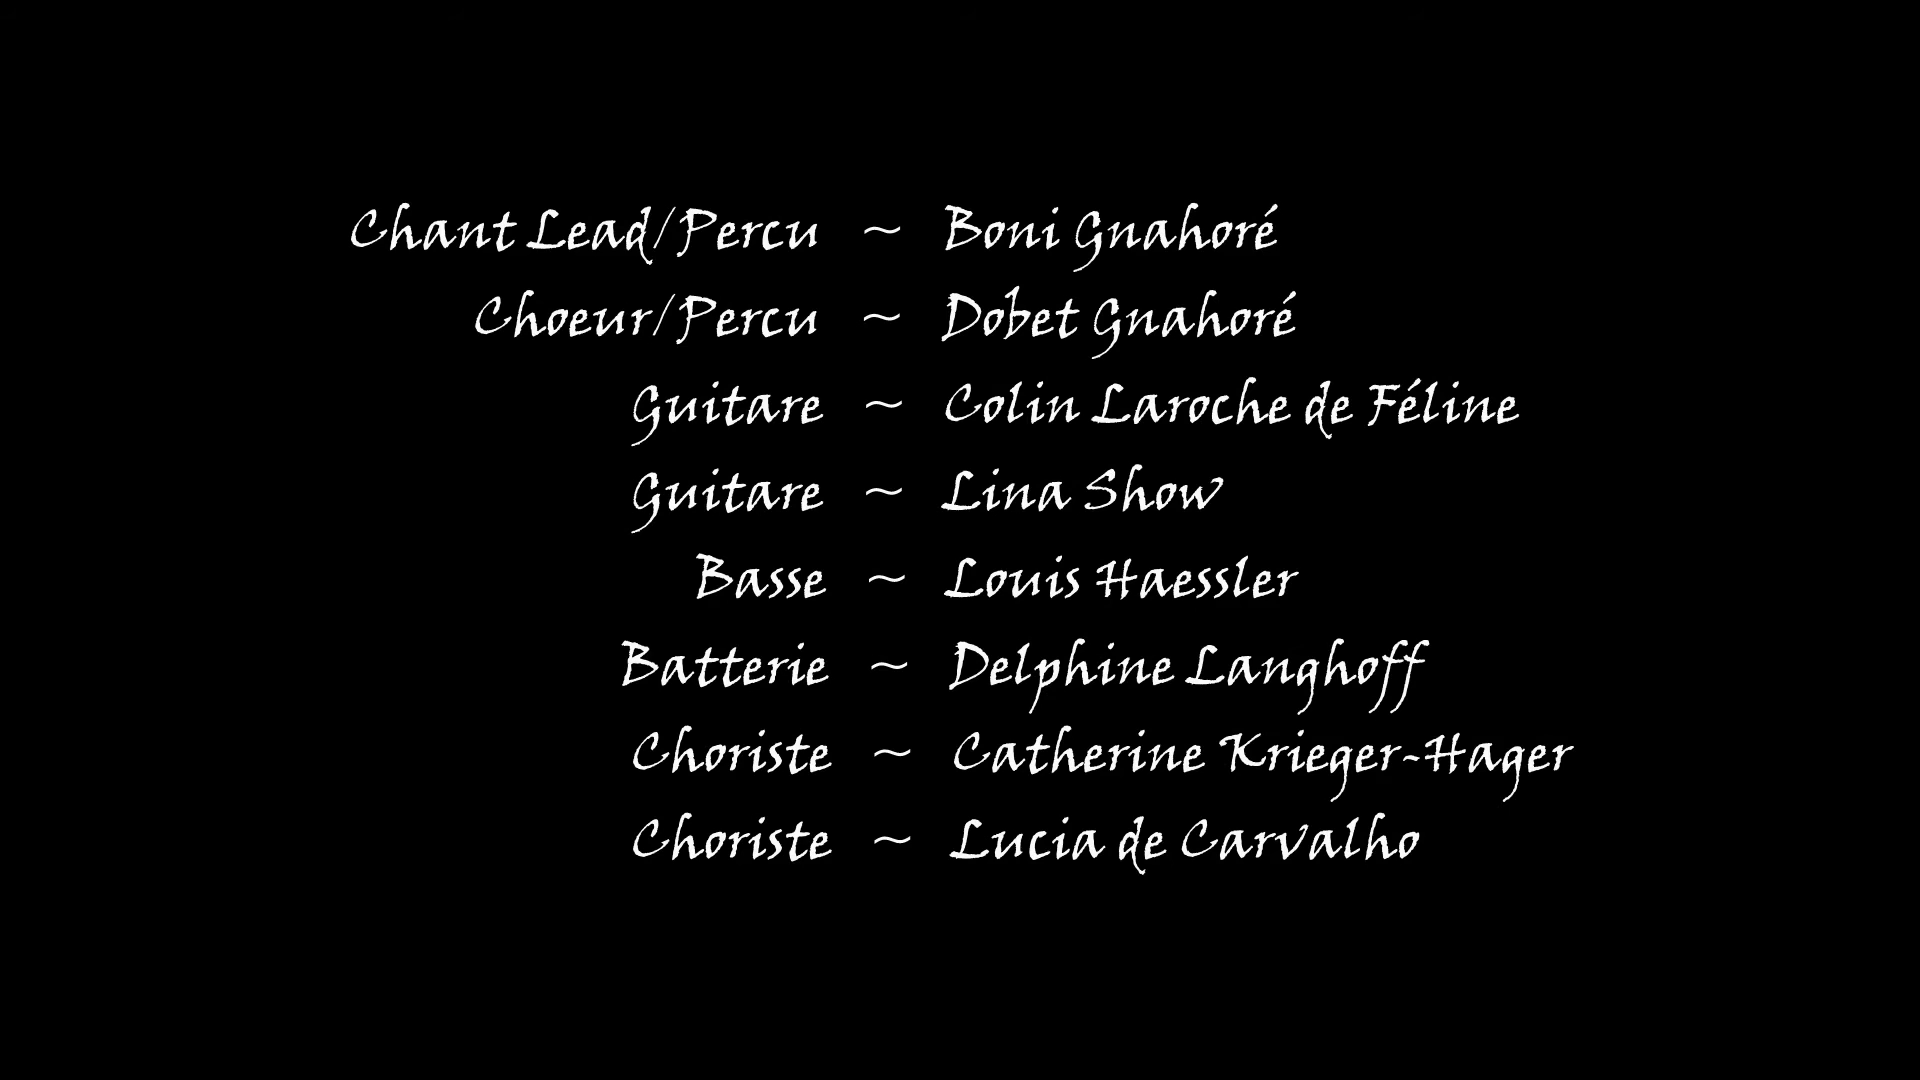 Chant Lead/Percu ~ Boni Gnahoré
Choeur/Percu ~ Dobet Gnahoré
Guitare ~ Colin Laroche de Féline
Guitare ~ Lina Show
Basse ~ Louis Haessler
Batterie ~ Delphine Langhoff
Choriste ~ Catherine Krieger-Hager
Choriste ~ Lucia de Carvalho